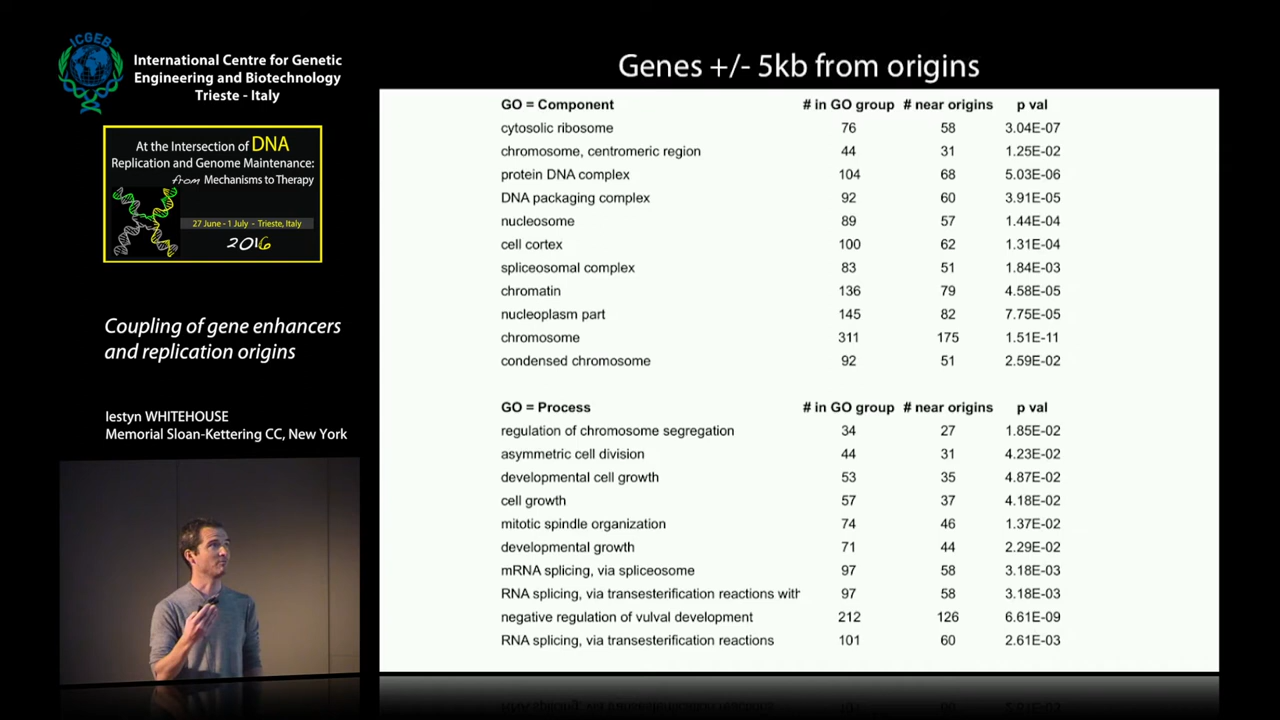 ICGEB
International Centre for Genetic
Engineering and Biotechnology
Trieste - Italy
At the Intersection of DNA
Replication and Genome Maintenance:
from Mechanisms to Therapy
27 June - 1 July - Trieste, Italy
2016
Coupling of gene enhancers
and replication origins
Iestyn WHITEHOUSE
Memorial Sloan-Kettering CC, New York
Genes +/- 5kb from origins
GO = Component # in GO group # near origins p val
cytosolic ribosome 76 58 3.04E-07
chromosome, centromeric region 44 31 1.25E-02
protein DNA complex 104 68 5.03E-06
DNA packaging complex 92 60 3.91E-05
nucleosome 89 57 1.44E-04
cell cortex 100 62 1.31E-04
spliceosomal complex 83 51 1.84E-03
chromatin 136 79 4.58E-05
nucleoplasm part 145 82 7.75E-05
chromosome 311 175 1.51E-11
condensed chromosome 92 51 2.59E-02
GO = Process # in GO group # near origins p val
regulation of chromosome segregation 34 27 1.85E-02
asymmetric cell division 44 31 4.23E-02
developmental cell growth 53 35 4.87E-02
cell growth 57 37 4.18E-02
mitotic spindle organization 74 46 1.37E-02
developmental growth 71 44 2.29E-02
mRNA splicing, via spliceosome 97 58 3.18E-03
RNA splicing, via transesterification reactions with 97 58 3.18E-03
negative regulation of vulval development 212 126 6.61E-09
RNA splicing, via transesterification reactions 101 60 2.61E-03